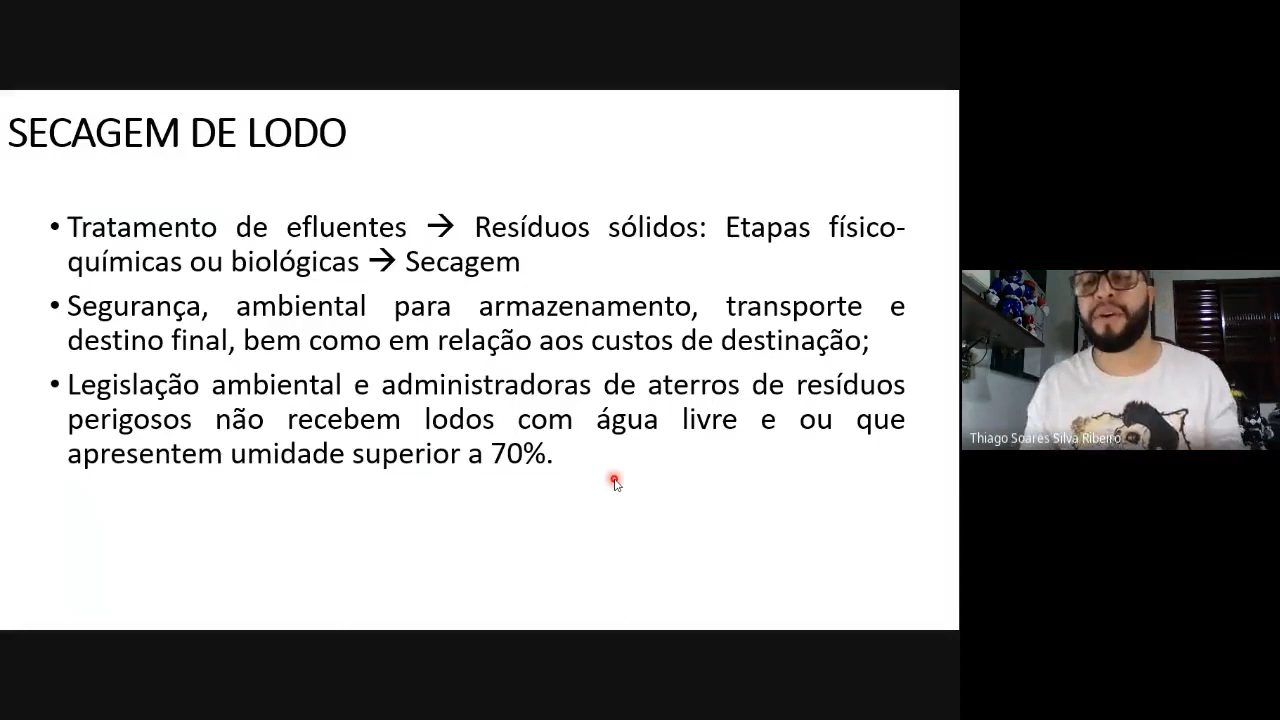 SECAGEM DE LODO
• Tratamento de efluentes → Resíduos sólidos: Etapas físico-
químicas ou biológicas → Secagem
• Segurança, ambiental para armazenamento, transporte e
destino final, bem como em relação aos custos de destinação;
• Legislação ambiental e administradoras de aterros de resíduos
perigosos não recebem lodos com água livre e ou que
apresentem umidade superior a 70%.
Thiago Soares Silva Ribeiro